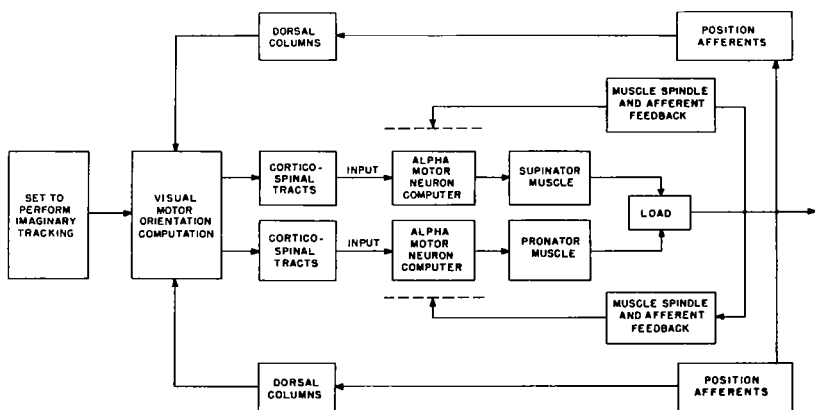 DORSAL
COLUMNS
POSITION
AFFERENTS
MUSCLE SPINDLE
AND AFFERENT
FEEDBACK
SET TO
PERFORM
IMAGINARY
TRACKING
VISUAL
MOTOR
ORIENTATION
COMPUTATION
CORTICO-
SPINAL
TRACTS
INPUT
ALPHA
MOTOR
NEURON
COMPUTER
SUPINATOR
MUSCLE
LOAD
CORTICO-
SPINAL
TRACTS
INPUT
ALPHA
MOTOR
NEURON
COMPUTER
PRONATOR
MUSCLE
MUSCLE SPINDLE
AND AFFERENT
FEEDBACK
DORSAL
COLUMNS
POSITION
AFFERENTS